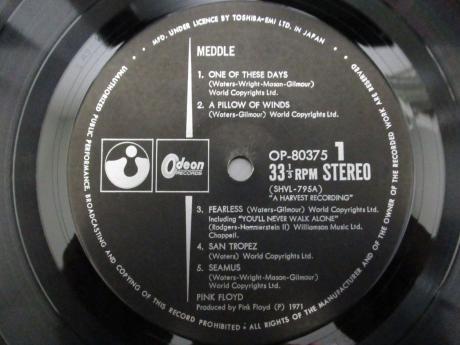 MFD. UNDER LICENCE BY TOSHIBA-EMI LTD. IN JAPAN
MEDDLE
1. ONE OF THESE DAYS
(Waters-Wright-Mason-Gilmour)
World Copyrights Ltd.
2. A PILLOW OF WINDS
(Waters-Gilmour) World Copyrights Ltd.
Odeon
RECORDS
OP-80375 1
33⅓ RPM STEREO
(SHVL-795A)
"A HARVEST RECORDING"
3. FEARLESS (Waters-Gilmour) World Copyrights Ltd.
Including "YOU'LL NEVER WALK ALONE"
(Rodgers-Hammerstein II) Williamson Music Ltd.
Chappell.
4. SAN TROPEZ
(Waters) World Copyrights Ltd.
5. SEAMUS
(Waters-Wright-Mason-Gilmour)
World Copyrights Ltd.
PINK FLOYD
Produced by Pink Floyd (P) 1971
UNAUTHORIZED PUBLIC PERFORMANCE, BROADCASTING AND COPYING OF THIS RECORD PROHIBITED • ALL RIGHTS OF THE MANUFACTURER AND OF THE OWNER OF THE RECORDED WORK ARE RESERVED